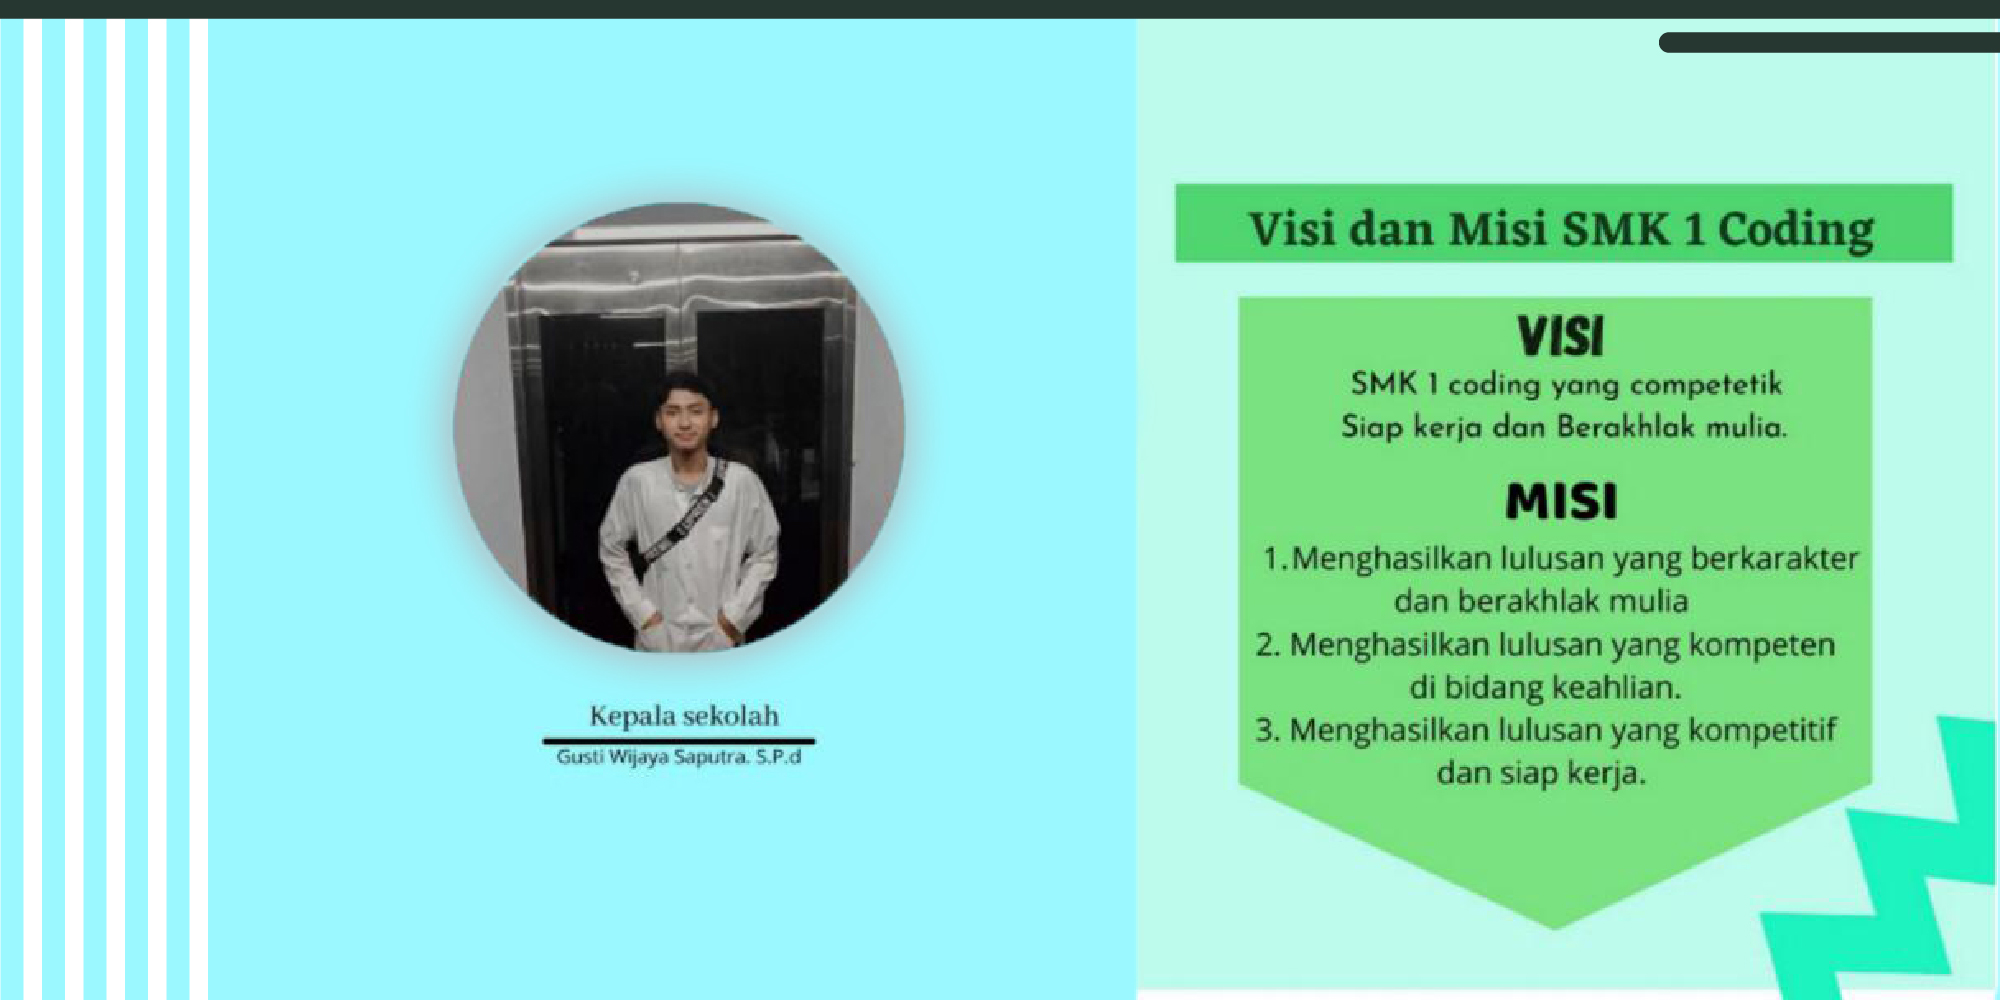 Kepala sekolah
Gusti Wijaya Saputra. S.P.d
Visi dan Misi SMK 1 Coding
VISI
SMK 1 coding yang competetik
Siap kerja dan Berakhlak mulia.
MISI
1.Menghasilkan lulusan yang berkarakter
dan berakhlak mulia
2. Menghasilkan lulusan yang kompeten
di bidang keahlian.
3. Menghasilkan lulusan yang kompetitif
dan siap kerja.